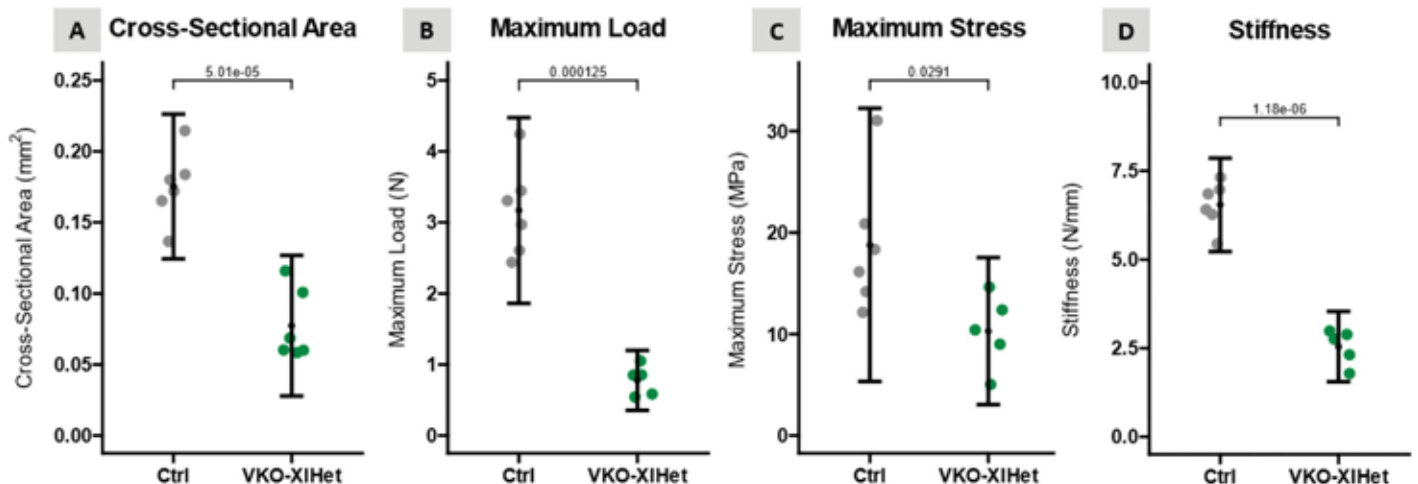 A Cross-Sectional Area
5.01e-05
0.25
0.20
0.15
0.10
0.05
0.00
Cross-Sectional Area (mm²)
Ctrl VKO-XIHet
B Maximum Load
0.000125
5
4
3
2
1
0
Maximum Load (N)
Ctrl VKO-XIHet
C Maximum Stress
0.0291
30
20
10
0
Maximum Stress (MPa)
Ctrl VKO-XIHet
D Stiffness
1.18e-06
10.0
7.5
5.0
2.5
0.0
Stiffness (N/mm)
Ctrl VKO-XIHet